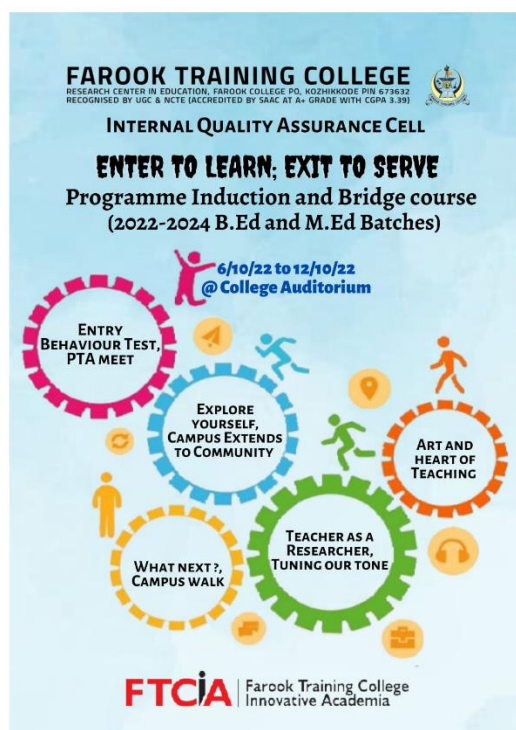 FAROOK TRAINING COLLEGE
RESEARCH CENTER IN EDUCATION, FAROOK COLLEGE PO, KOZHIKKODE PIN 673632
RECOGNISED BY UGC & NCTE (ACCREDITED BY SAAC AT A+ GRADE WITH CGPA 3.39)
INTERNAL QUALITY ASSURANCE CELL
ENTER TO LEARN; EXIT TO SERVE
Programme Induction and Bridge course
(2022-2024 B.Ed and M.Ed Batches)
6/10/22 to 12/10/22
@ College Auditorium
ENTRY
BEHAVIOUR TEST,
PTA MEET
EXPLORE
YOURSELF,
CAMPUS EXTENDS
TO COMMUNITY
ART AND
HEART OF
TEACHING
WHAT NEXT ?,
CAMPUS WALK
TEACHER AS A
RESEARCHER,
TUNING OUR TONE
FTCiA
Farook Training College
Innovative Academia